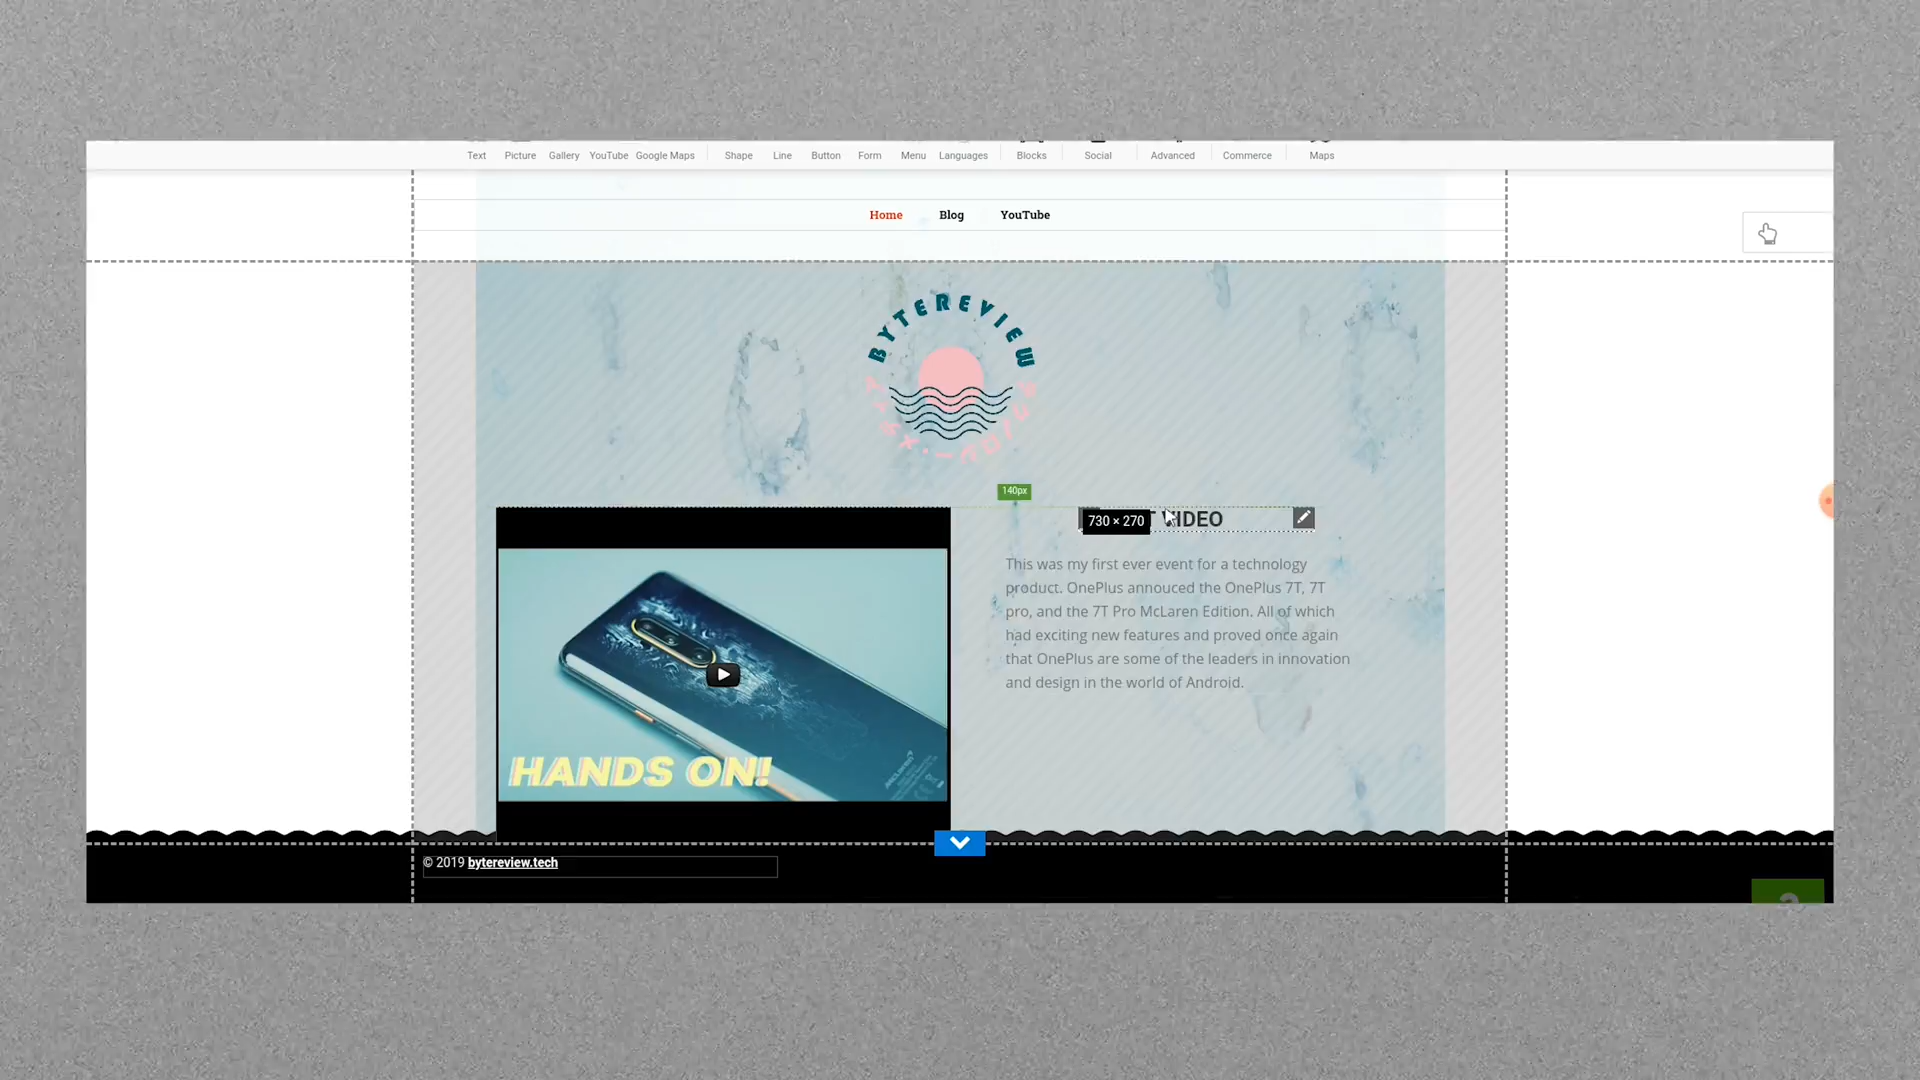 Text Picture Gallery YouTube Google Maps Shape Line Button Form Menu Languages Blocks Social Advanced Commerce Maps
Home Blog YouTube
BYTEREVIEW
140px
730 × 270
VIDEO
This was my first ever event for a technology
product. OnePlus annouced the OnePlus 7T, 7T
pro, and the 7T Pro McLaren Edition. All of which
had exciting new features and proved once again
that OnePlus are some of the leaders in innovation
and design in the world of Android.
HANDS ON!
© 2019 bytereview.tech